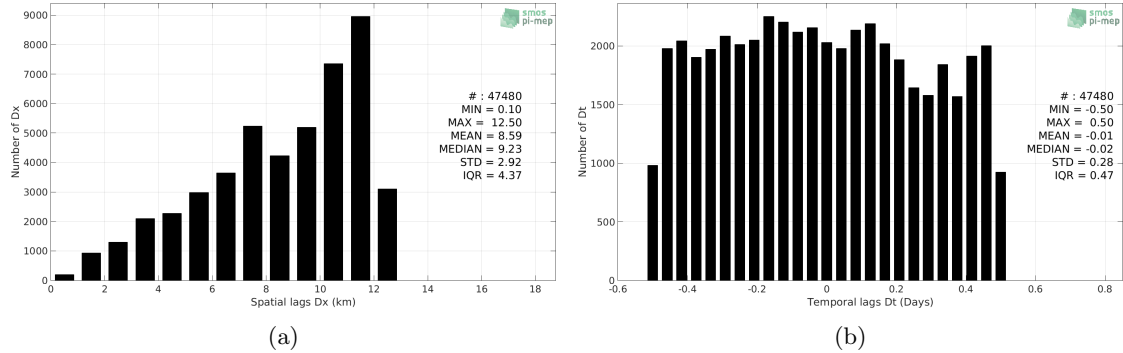 9000
8000
7000
6000
5000
4000
3000
2000
1000
0
Number of Dx
0 2 4 6 8 10 12 14 16 18
Spatial lags Dx (km)
smos
pi-mep
# : 47480
MIN = 0.10
MAX = 12.50
MEAN = 8.59
MEDIAN = 9.23
STD = 2.92
IQR = 4.37
(a)
2000
1500
1000
500
0
Number of Dt
-0.6 -0.4 -0.2 0 0.2 0.4 0.6 0.8
Temporal lags Dt (Days)
smos
pi-mep
# : 47480
MIN = -0.50
MAX = 0.50
MEAN = -0.01
MEDIAN = -0.02
STD = 0.28
IQR = 0.47
(b)